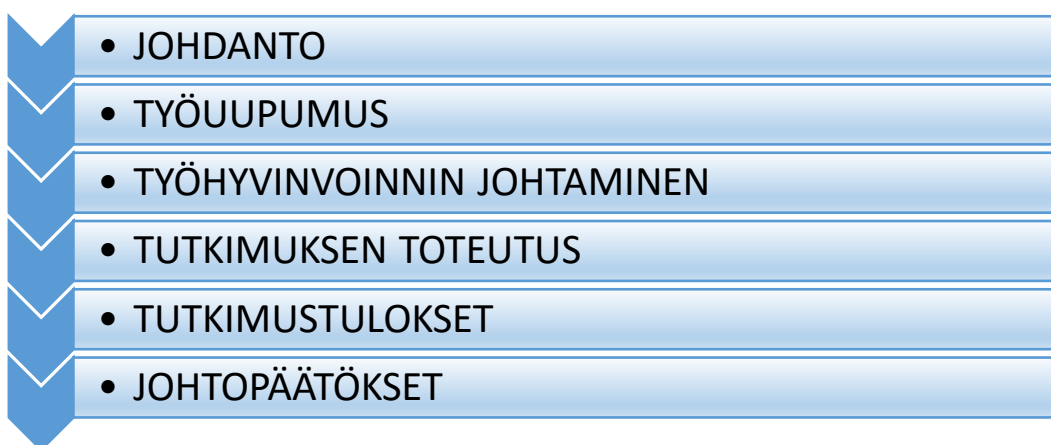 • JOHDANTO
• TYÖUUPUMUS
• TYÖHYVINVOINNIN JOHTAMINEN
• TUTKIMUKSEN TOTEUTUS
• TUTKIMUSTULOKSET
• JOHTOPÄÄTÖKSET